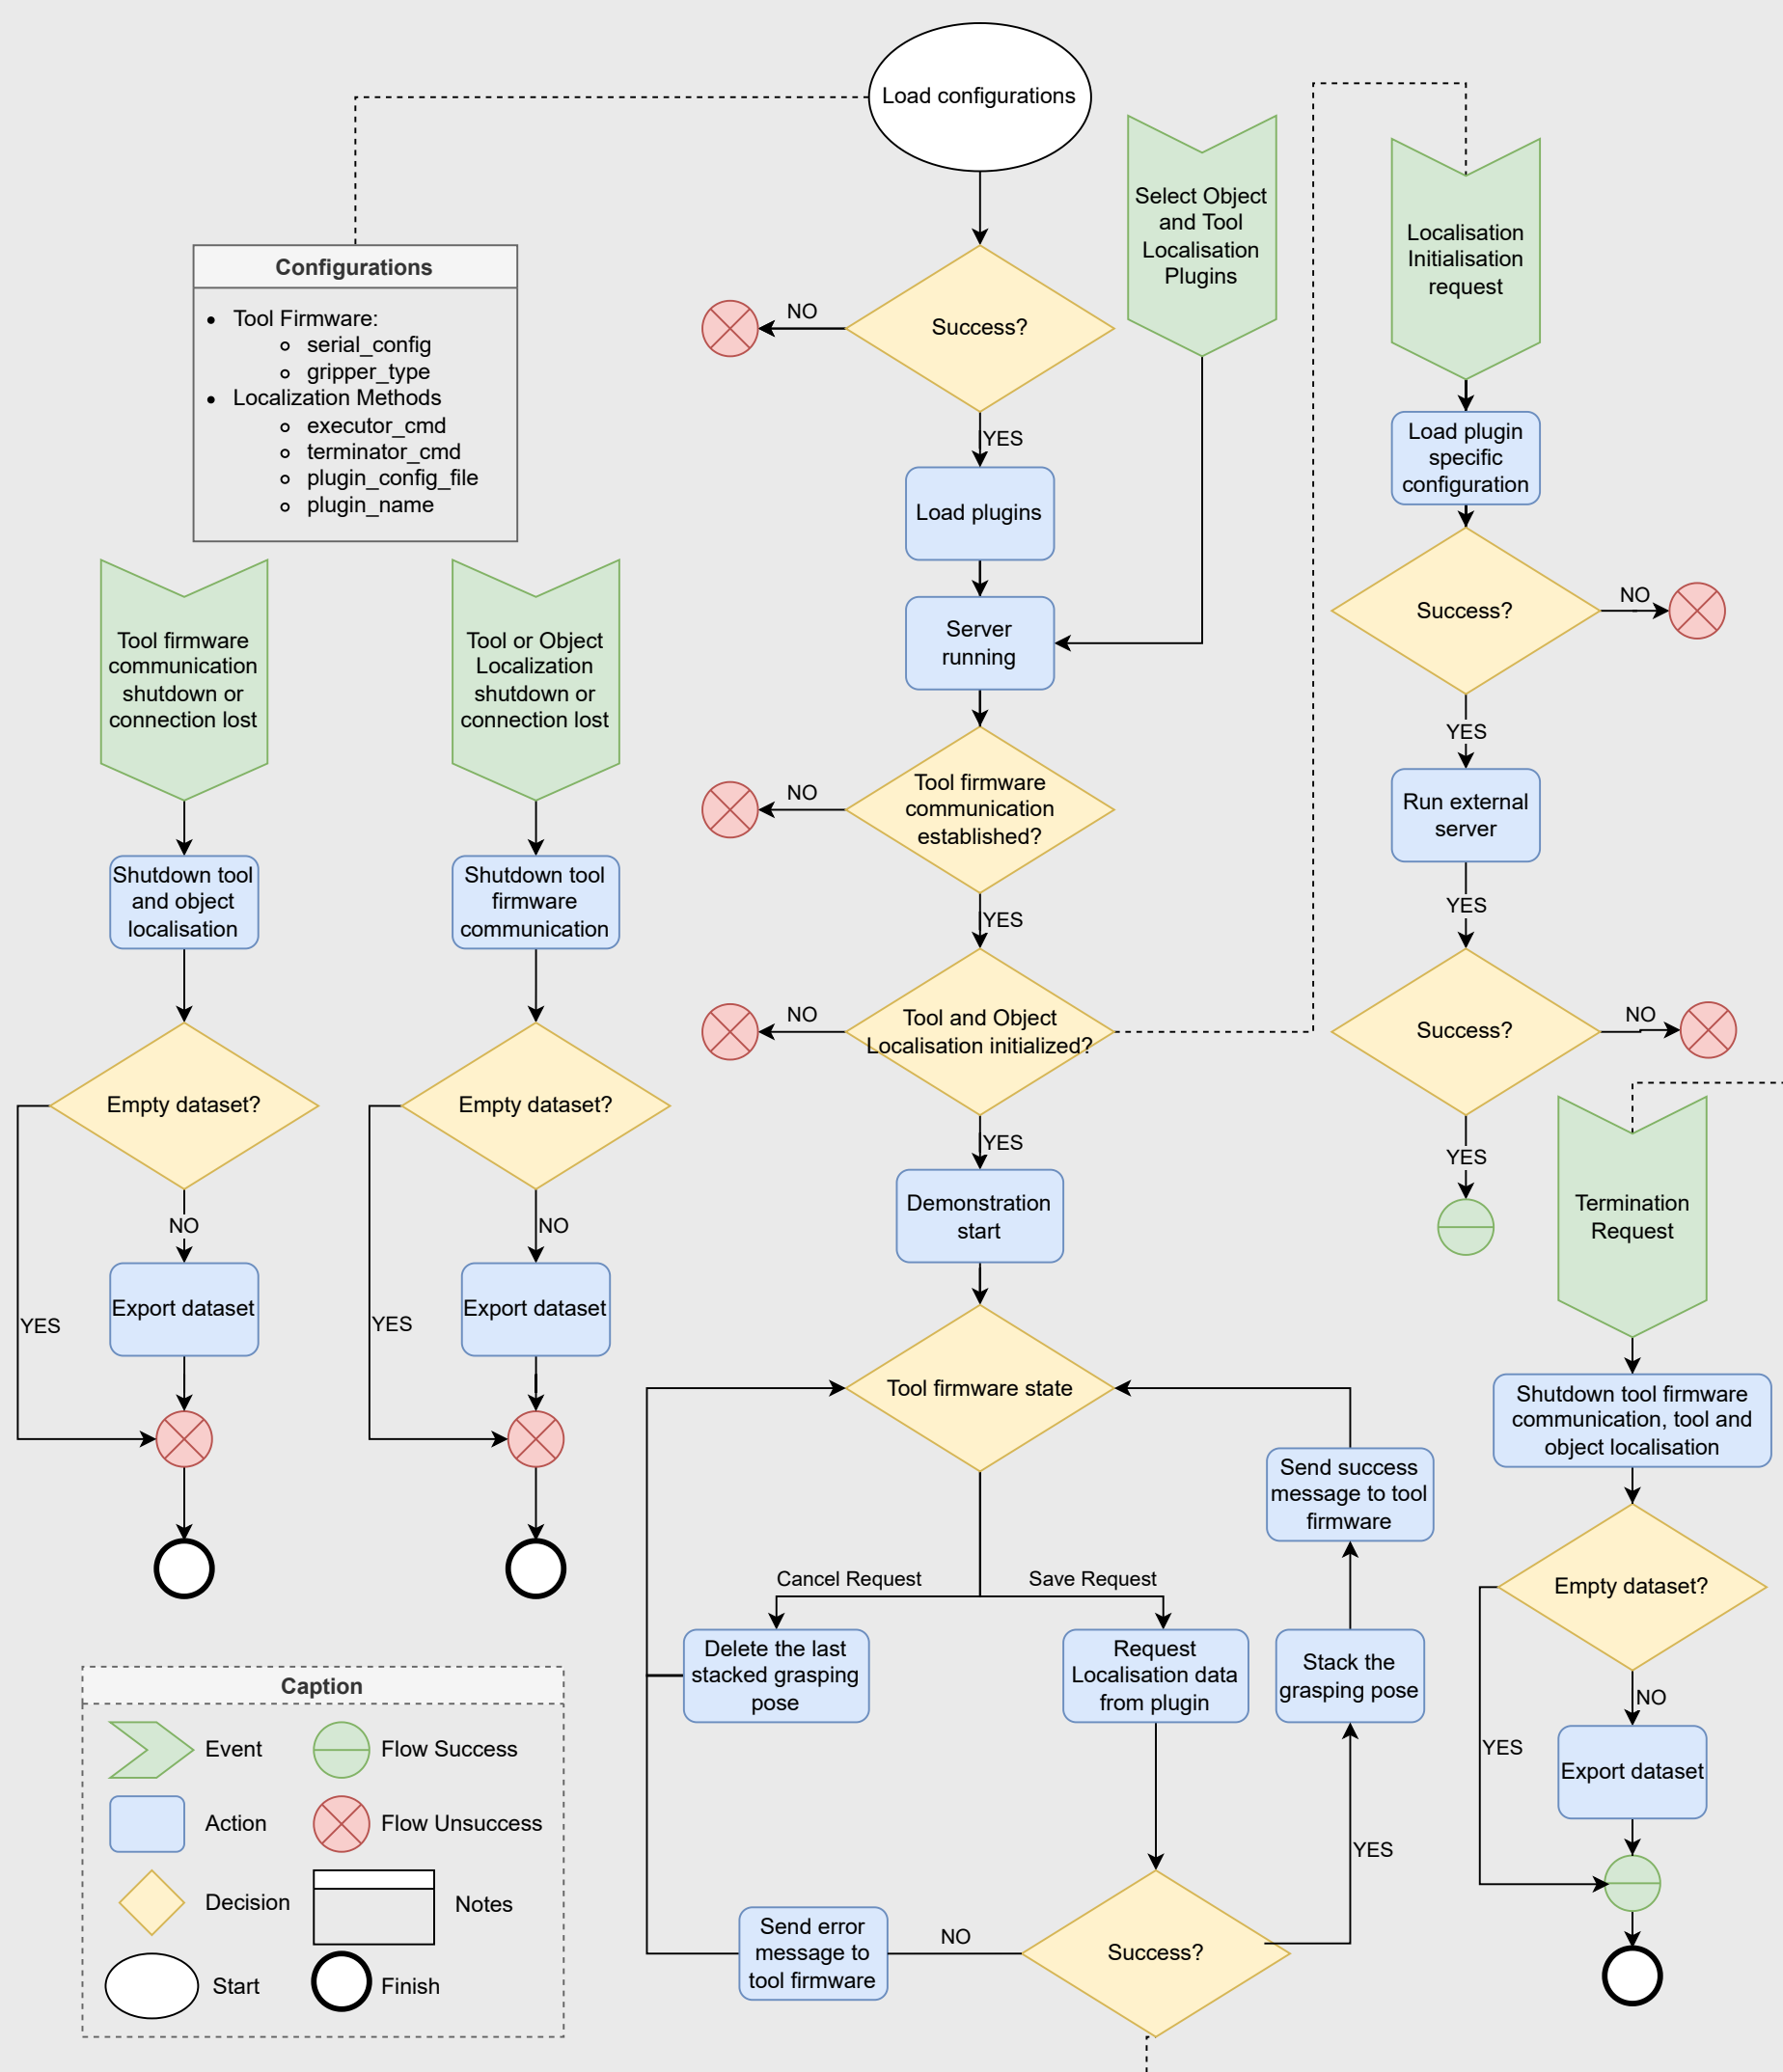 Load configurations
Configurations
Tool Firmware:
serial_config
gripper_type
Localization Methods
executor_cmd
terminator_cmd
plugin_config_file
plugin_name
Success?
NO
YES
Load plugins
Server
running
Select Object
and Tool
Localisation
Plugins
Tool firmware
communication
established?
NO
YES
Tool and Object
Localisation initialized?
NO
YES
Demonstration
start
Tool firmware state
Cancel Request
Save Request
Delete the last
stacked grasping
pose
Request
Localisation data
from plugin
Stack the
grasping pose
Send success
message to tool
firmware
Success?
YES
NO
Send error
message to
tool firmware
Localisation
Initialisation
request
Load plugin
specific
configuration
Success?
NO
YES
Run external
server
YES
Success?
NO
YES
Termination
Request
Shutdown tool firmware
communication, tool and
object localisation
Empty dataset?
NO
YES
Export dataset
Tool firmware
communication
shutdown or
connection lost
Shutdown tool
and object
localisation
Empty dataset?
NO
YES
Export dataset
Tool or Object
Localization
shutdown or
connection lost
Shutdown tool
firmware
communication
Empty dataset?
NO
YES
Export dataset
Caption
Event
Flow Success
Action
Flow Unsuccess
Decision
Notes
Start
Finish